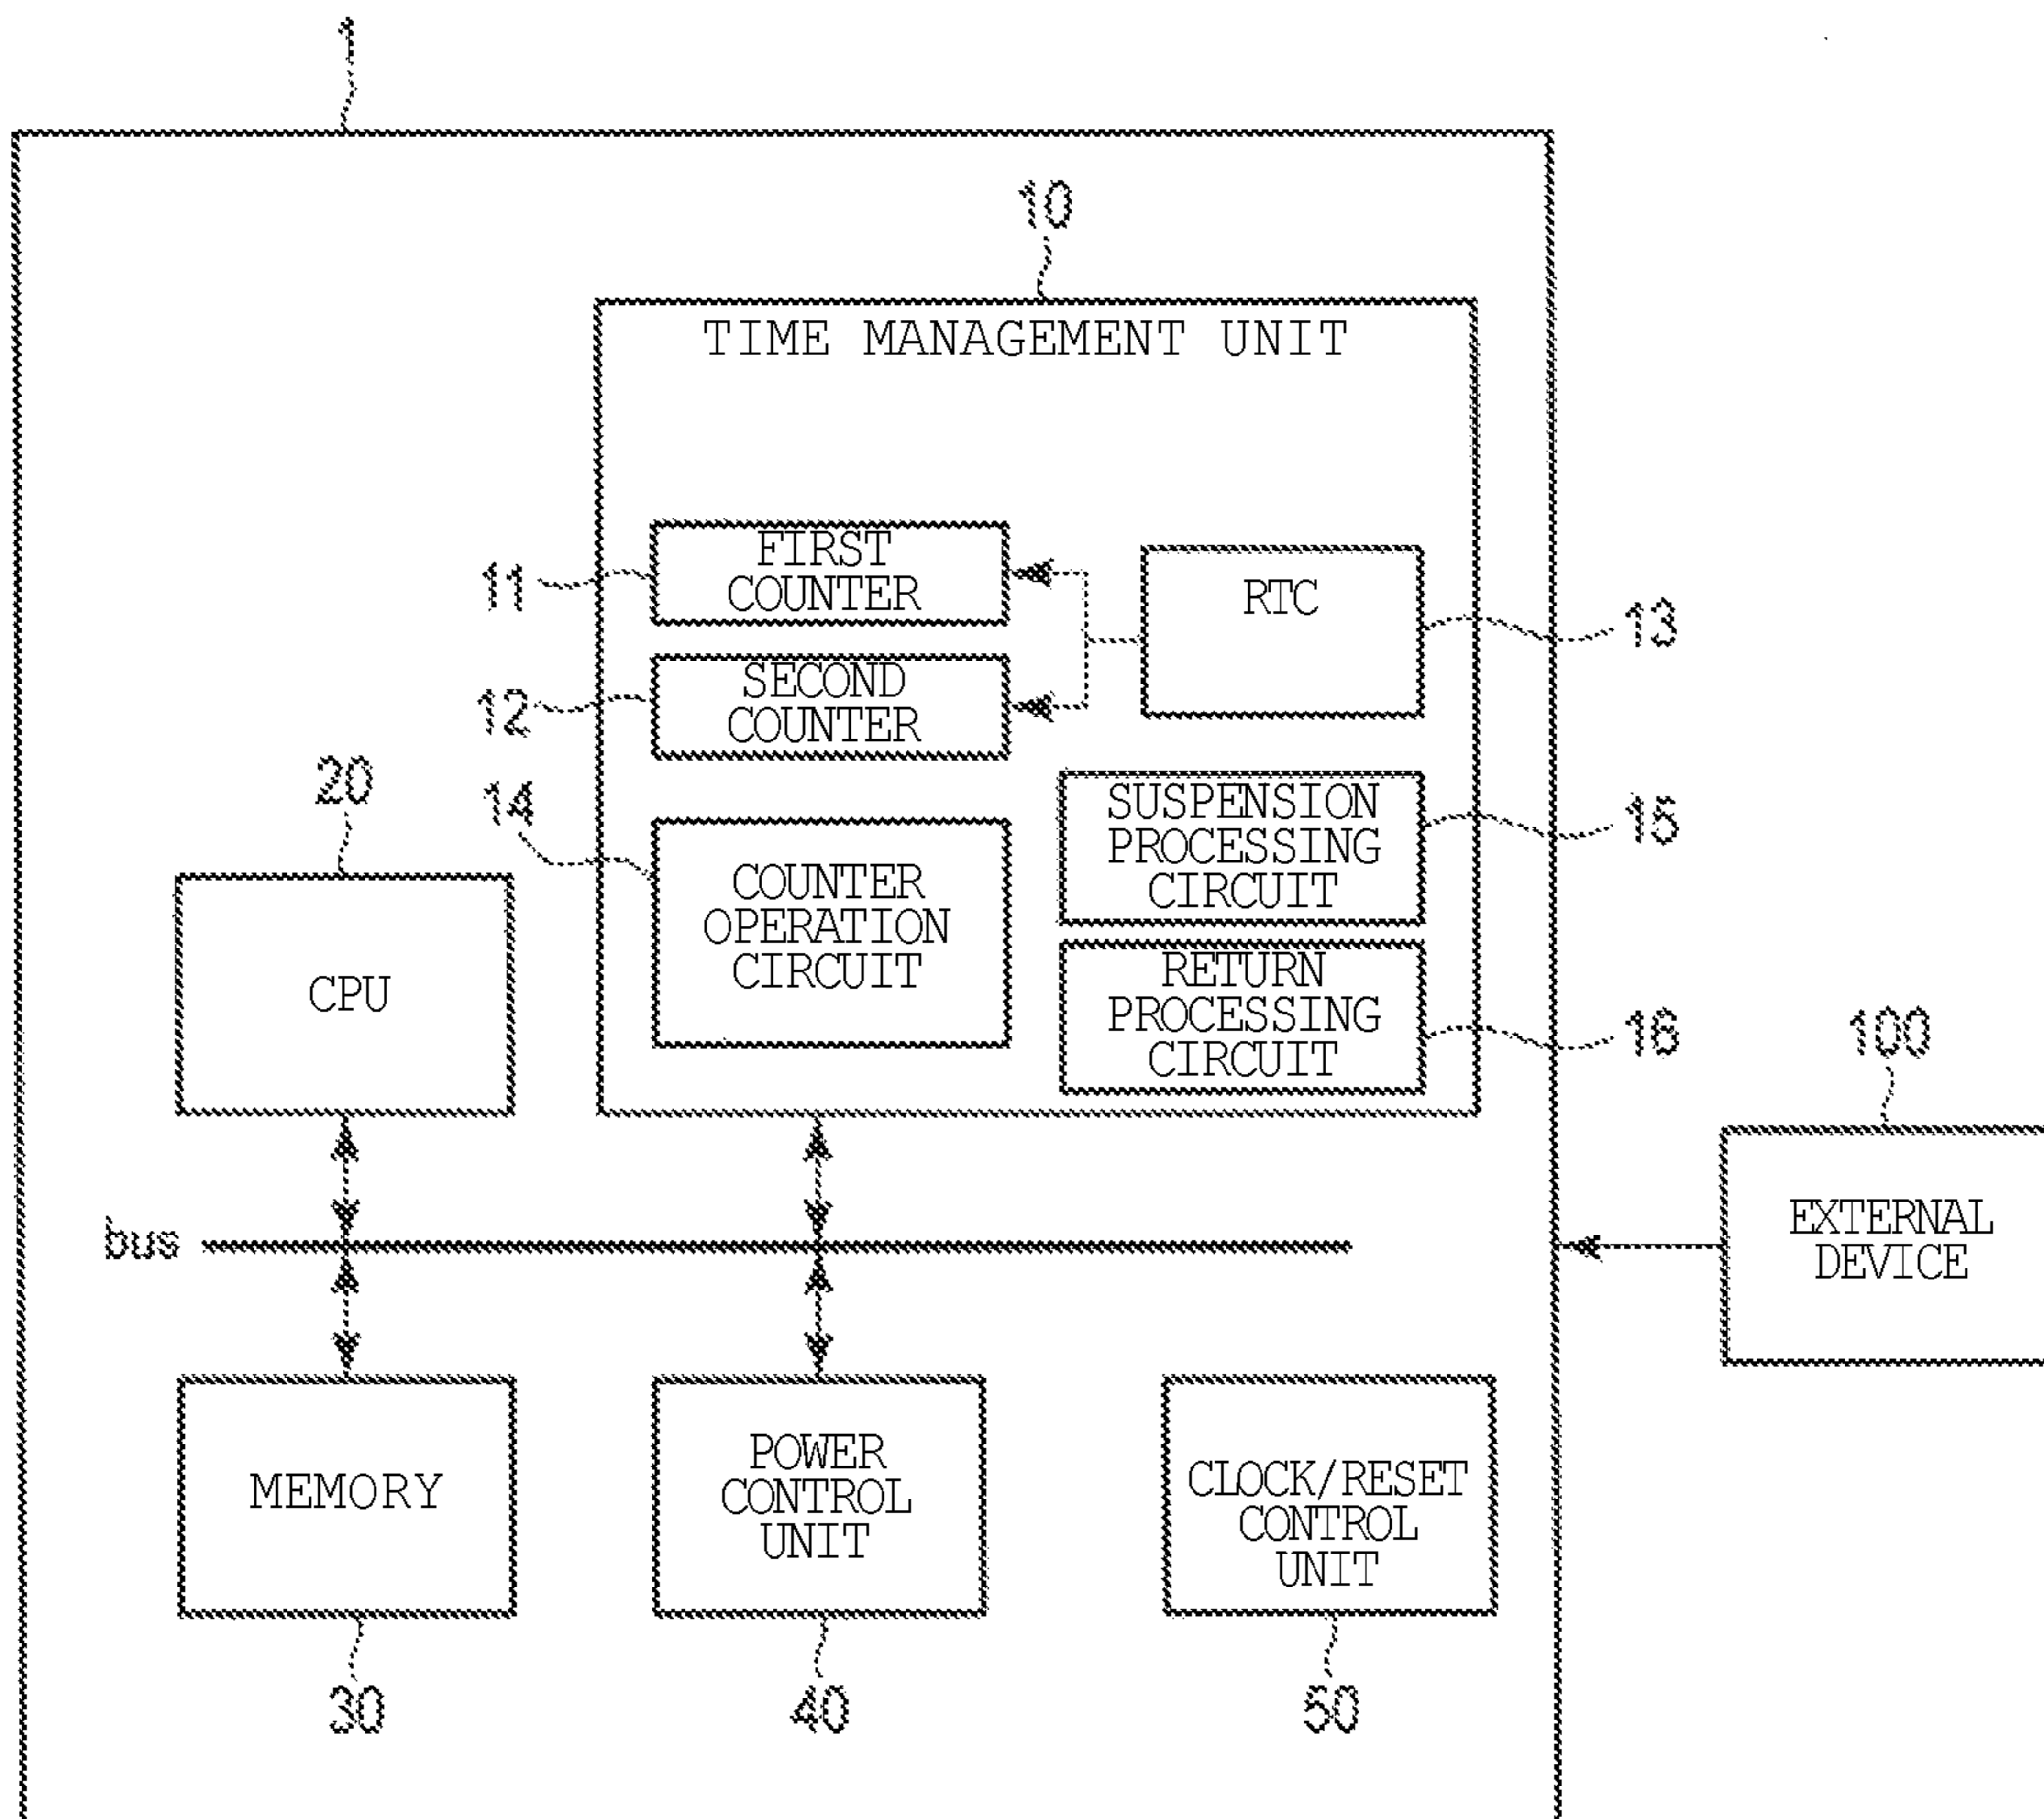 1
10
TIME MANAGEMENT UNIT
11
FIRST
COUNTER
RTC
13
12
SECOND
COUNTER
20
14
COUNTER
OPERATION
CIRCUIT
SUSPENSION
PROCESSING
CIRCUIT
15
CPU
RETURN
PROCESSING
CIRCUIT
16
100
bus
EXTERNAL
DEVICE
MEMORY
POWER
CONTROL
UNIT
CLOCK/RESET
CONTROL
UNIT
30
40
50